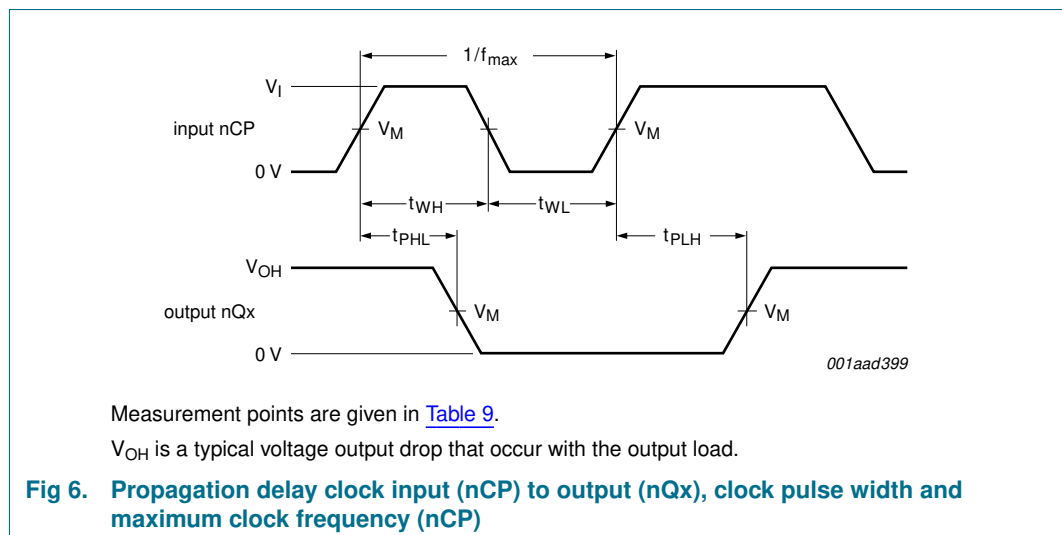 1/fmax
VI
input nCP
VM
VM
0 V
tWH
tWL
tPHL
tPLH
VOH
output nQx
VM
VM
0 V
001aad399
Measurement points are given in Table 9.
VOH is a typical voltage output drop that occur with the output load.
Fig 6. Propagation delay clock input (nCP) to output (nQx), clock pulse width and
maximum clock frequency (nCP)